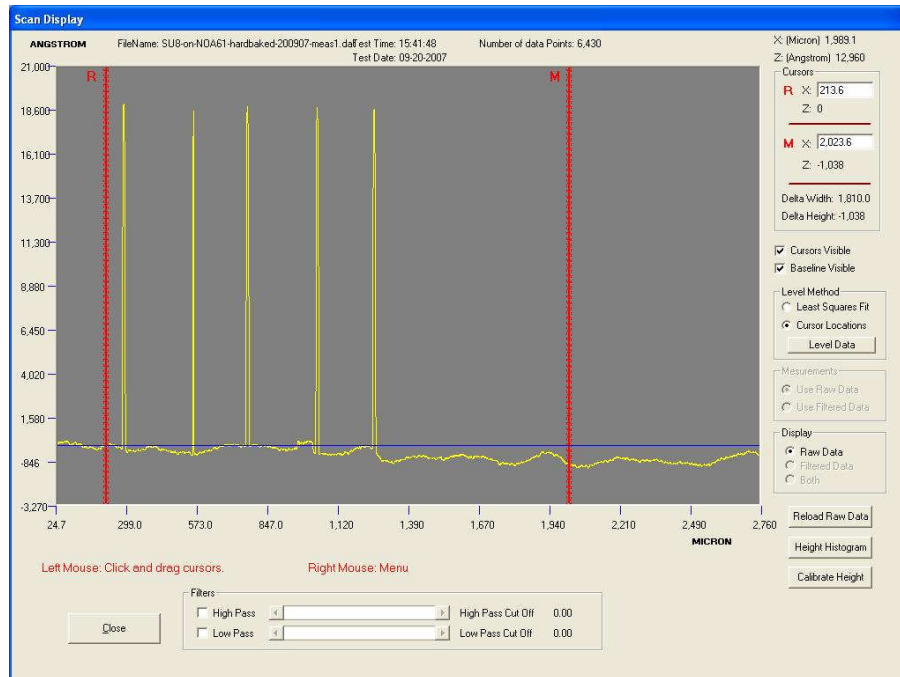 Scan Display
ANGSTROM FileName: SU8-on-NOA61-hardbaked-200907-meas1.dat Test Time: 15:41:48 Number of data Points: 6,430 X: (Micron) 1,989.1
Test Date: 09-20-2007 Z: (Angstrom) 12,960
21,000 R M Cursors
R X: 213.6
18,600 Z: 0
M X: 2,023.6
16,100 Z: -1,038
13,700 Delta Width: 1,810.0
Delta Height: -1,038
11,300 Cursors Visible
Baseline Visible
8,880 Level Method
Least Squares Fit
6,450 Cursor Locations
Level Data
4,020 Mesurements
Use Raw Data
1,580 Use Filtered Data
Display
-846 Raw Data
Filtered Data
Both
-3,270
24.7 299.0 573.0 847.0 1,120 1,390 1,670 1,940 2,210 2,490 2,760 Reload Raw Data
MICRON
Height Histogram
Left Mouse: Click and drag cursors. Right Mouse: Menu
Calibrate Height
Filters
High Pass High Pass Cut Off 0.00
Close
Low Pass Low Pass Cut Off 0.00